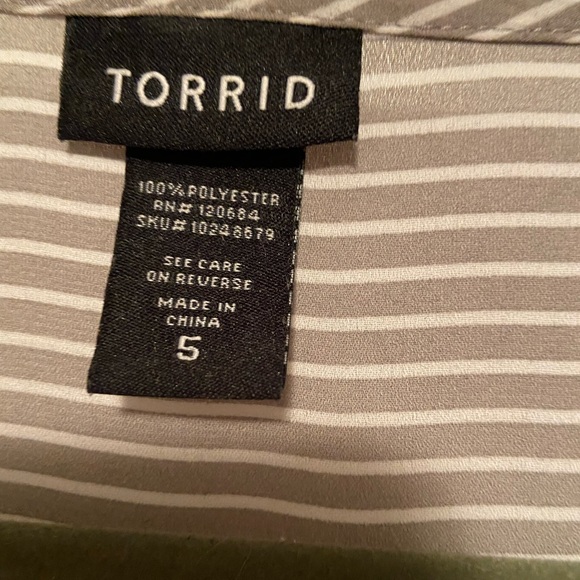 TORRID
100% POLYESTER
RN# 120684
SKU# 10248679
SEE CARE
ON REVERSE
MADE IN
CHINA
5